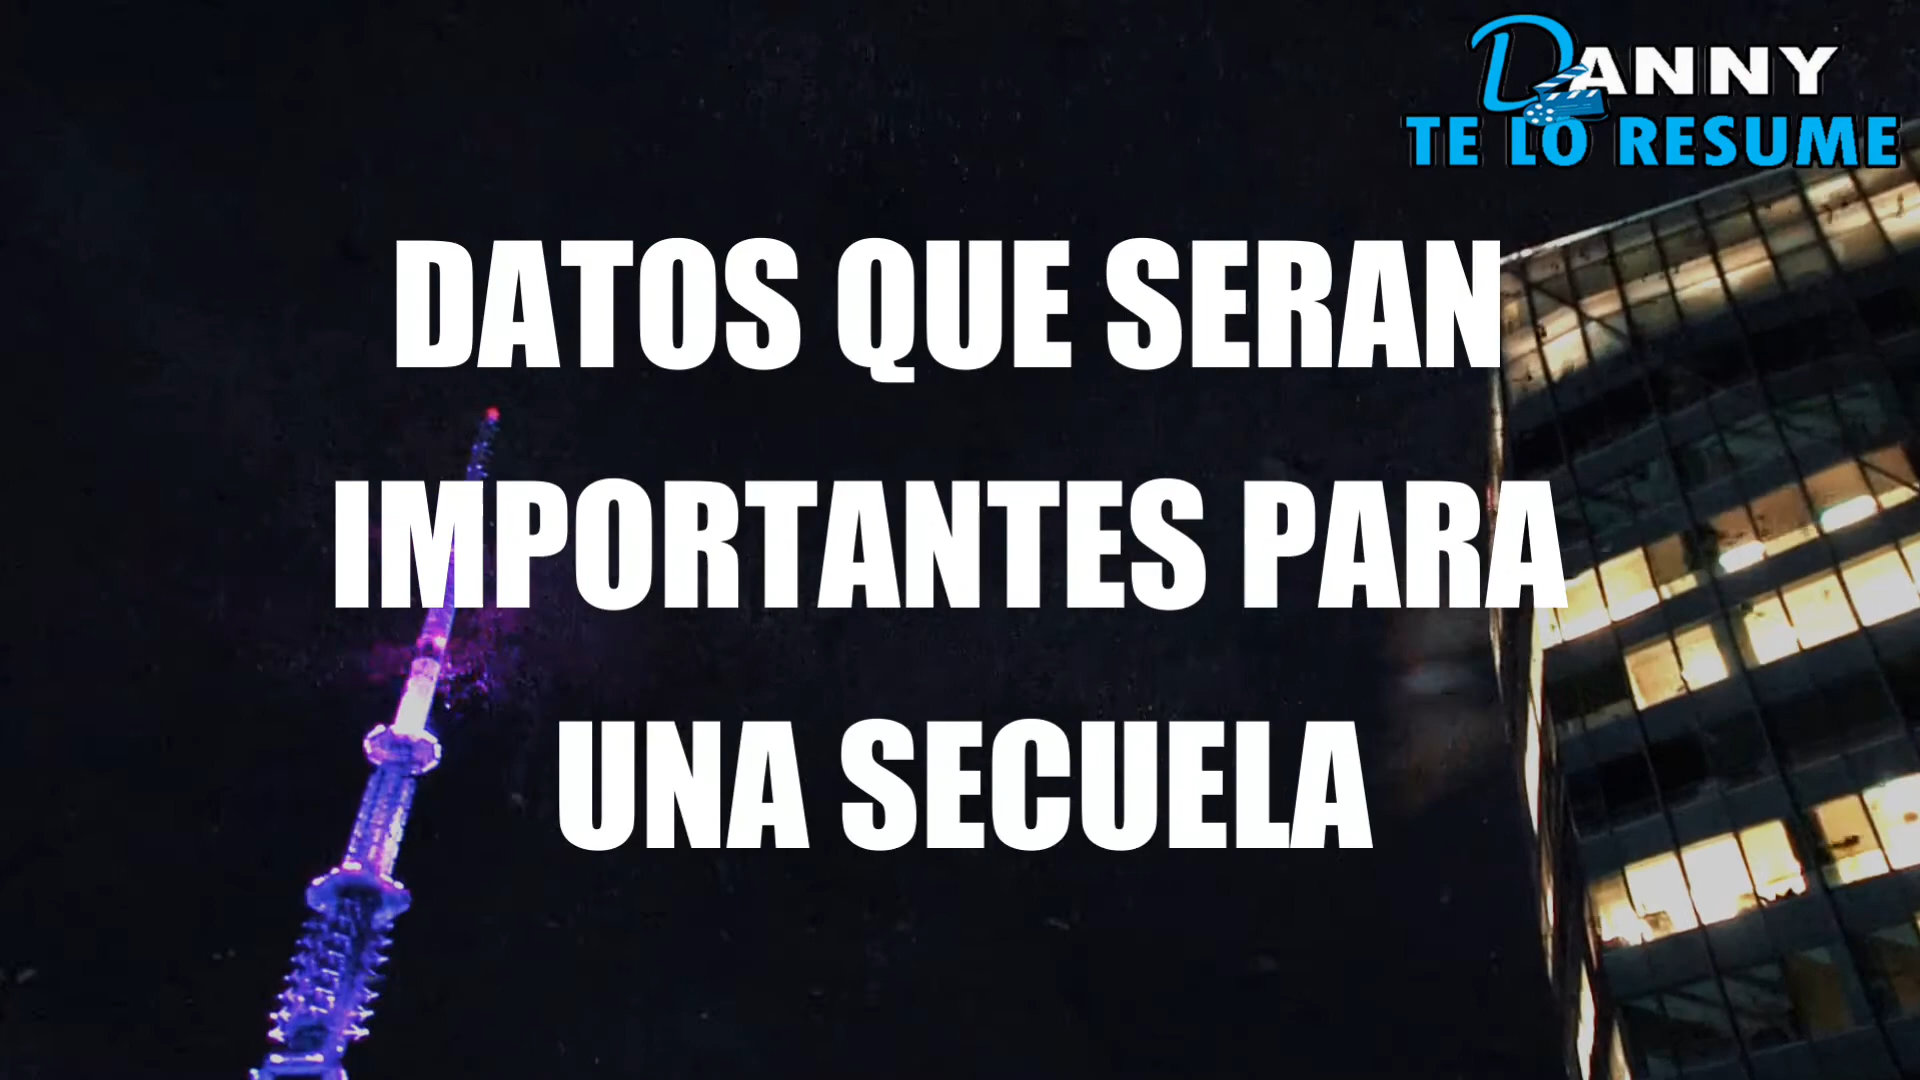 DANNY
TE LO RESUME
DATOS QUE SERAN
IMPORTANTES PARA
UNA SECUELA